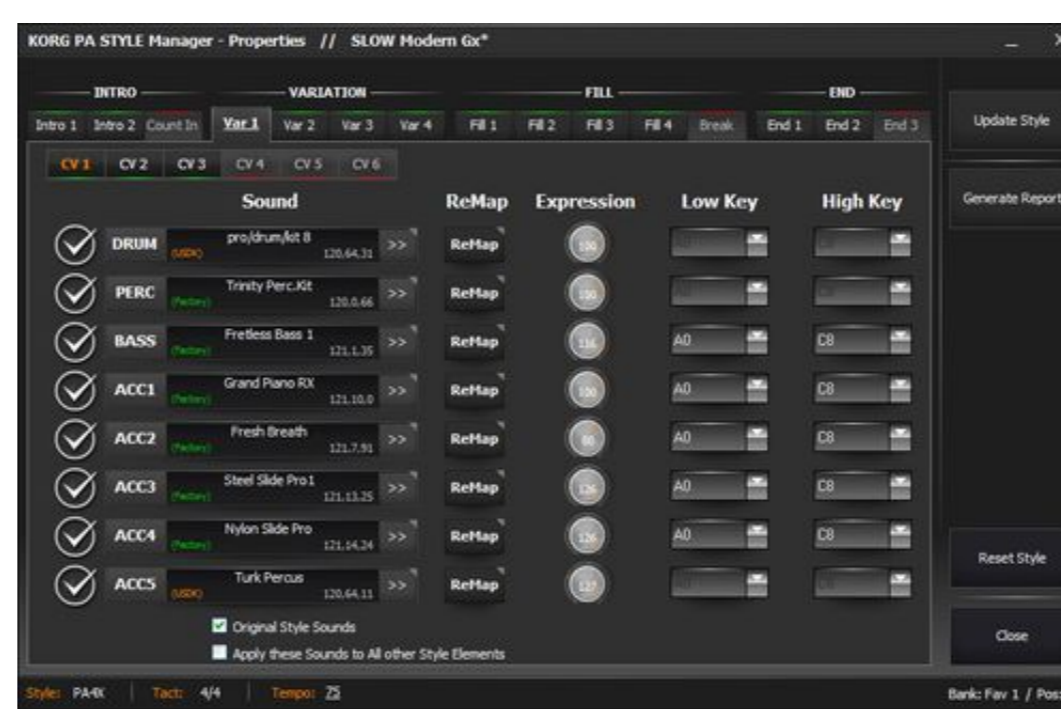 KORG PA STYLE Manager - Properties // SLOW Modern Gx*
INTRO VARIATION FILL END
Intro 1 Intro 2 Count In Var 1 Var 2 Var 3 Var 4 Fill 1 Fill 2 Fill 3 Fill 4 Break End 1 End 2 End 3
Update Style
CV 1 CV 2 CV 3 CV 4 CV 5 CV 6
Generate Report
Sound ReMap Expression Low Key High Key
DRUM (USER) pro/drum/kit 8 120.64.31 >> ReMap 100
PERC (Factory) Trinity Perc.Kit 120.0.66 >> ReMap 100
BASS (Factory) Fretless Bass 1 121.1.35 >> ReMap 116 A0 C8
ACC1 (Factory) Grand Piano RX 121.10.0 >> ReMap 100 A0 C8
ACC2 (Factory) Fresh Breath 121.7.91 >> ReMap A0 C8
ACC3 (Factory) Steel Slide Pro1 121.13.25 >> ReMap 126 A0 C8
ACC4 (Factory) Nylon Slide Pro 121.14.24 >> ReMap 126 A0 C8
ACC5 (USER) Turk Percus 120.64.11 >> ReMap 127
Reset Style
Original Style Sounds
Apply these Sounds to All other Style Elements
Close
Style: PA4X Tact: 4/4 Tempo: 75 Bank: Fav 1 / Pos: